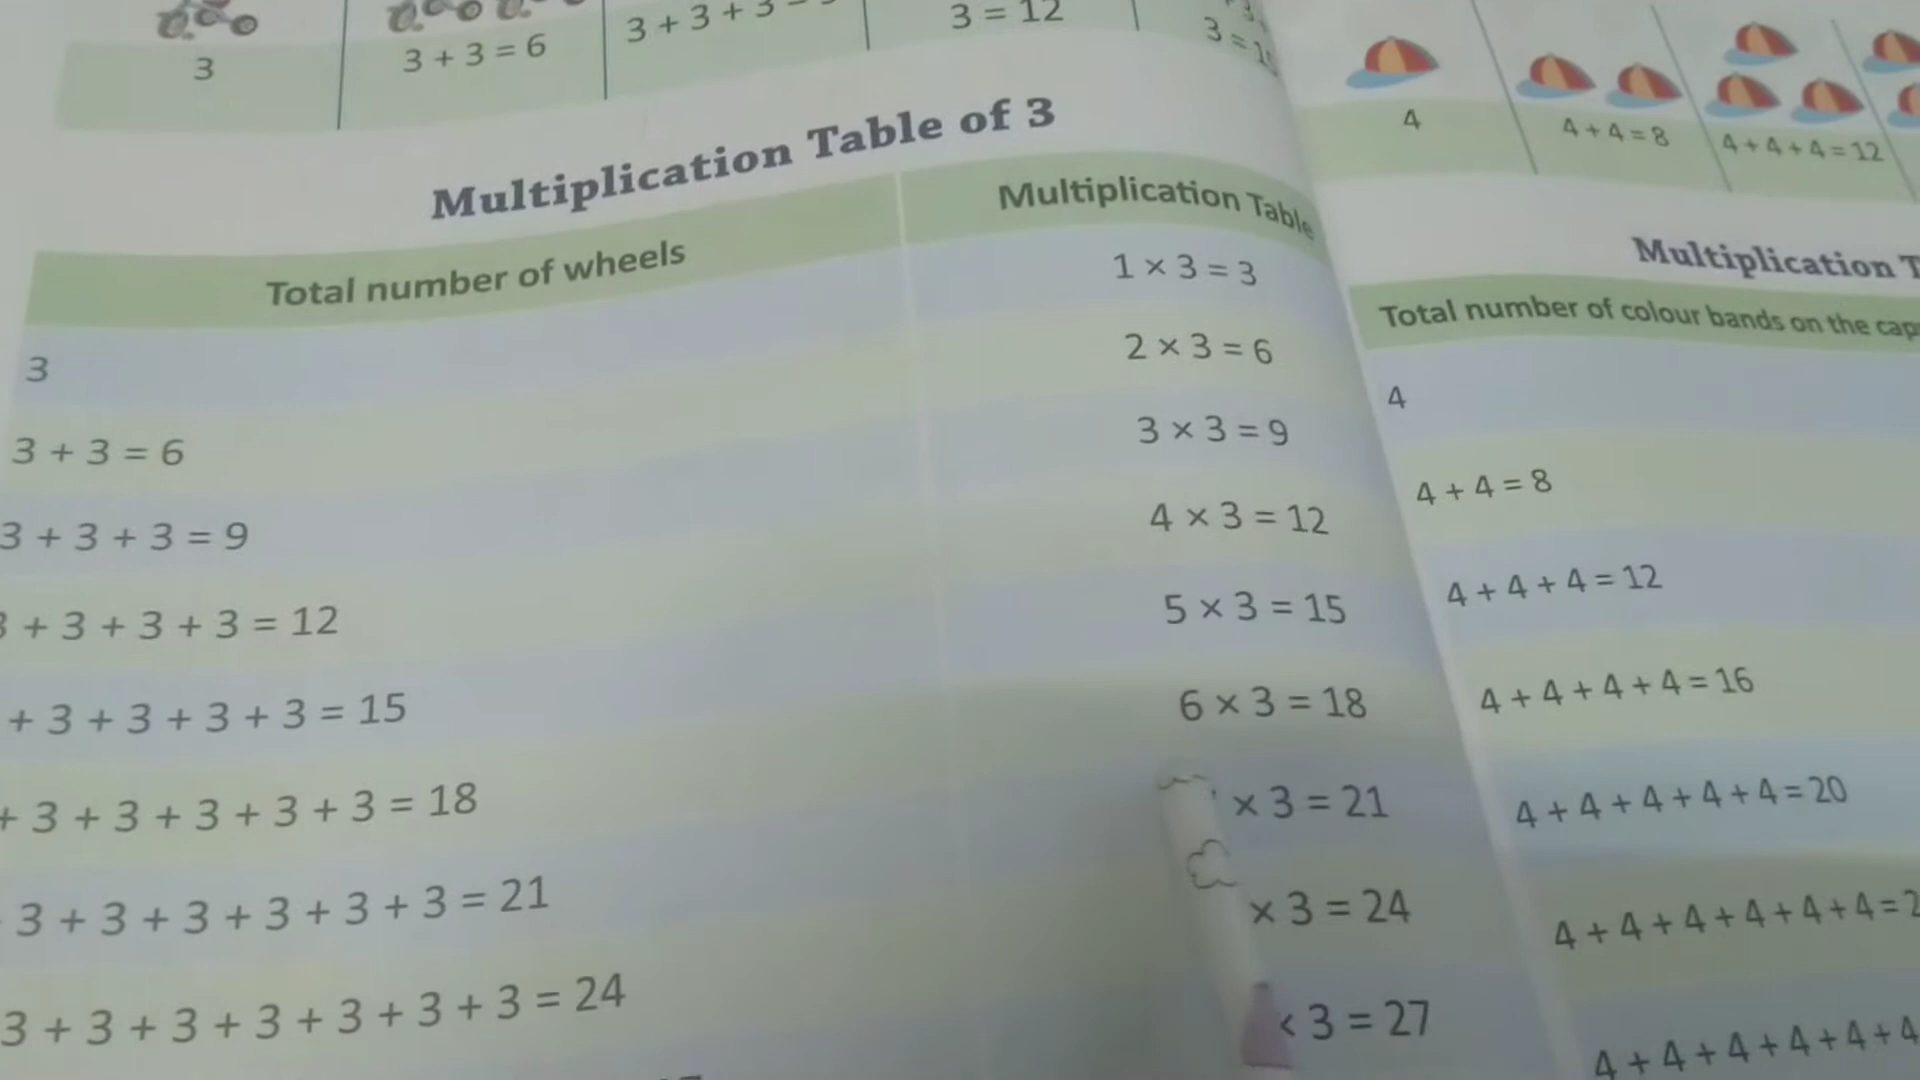 3
3 + 3 = 6
3 + 3 + 3
3 = 12
3 = 1
Multiplication Table of 3
Total number of wheels
Multiplication Table
3
1 × 3 = 3
3 + 3 = 6
2 × 3 = 6
3 + 3 + 3 = 9
3 × 3 = 9
3 + 3 + 3 + 3 = 12
4 × 3 = 12
+ 3 + 3 + 3 + 3 = 15
5 × 3 = 15
+ 3 + 3 + 3 + 3 + 3 = 18
6 × 3 = 18
3 + 3 + 3 + 3 + 3 + 3 = 21
× 3 = 21
3 + 3 + 3 + 3 + 3 + 3 + 3 = 24
× 3 = 24
3 = 27
4
4 + 4 = 8
4 + 4 + 4 = 12
Multiplication T
Total number of colour bands on the cap
4
4 + 4 = 8
4 + 4 + 4 = 12
4 + 4 + 4 + 4 = 16
4 + 4 + 4 + 4 + 4 = 20
4 + 4 + 4 + 4 + 4 + 4 = 2
4 + 4 + 4 + 4 + 4 + 4